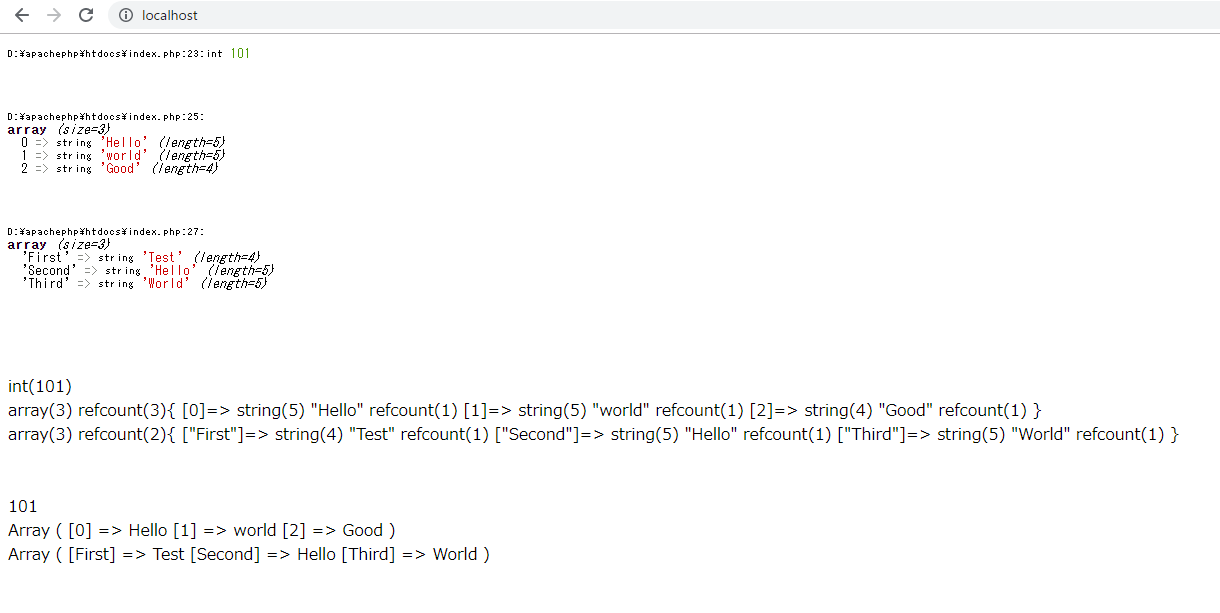 localhost
D:¥apachephp¥htdocs¥index.php:23:int 101
D:¥apachephp¥htdocs¥index.php:25:
array (size=3)
0 => string 'Hello' (length=5)
1 => string 'world' (length=5)
2 => string 'Good' (length=4)
D:¥apachephp¥htdocs¥index.php:27:
array (size=3)
'First' => string 'Test' (length=4)
'Second' => string 'Hello' (length=5)
'Third' => string 'World' (length=5)
int(101)
array(3) refcount(3){ [0]=> string(5) "Hello" refcount(1) [1]=> string(5) "world" refcount(1) [2]=> string(4) "Good" refcount(1) }
array(3) refcount(2){ ["First"]=> string(4) "Test" refcount(1) ["Second"]=> string(5) "Hello" refcount(1) ["Third"]=> string(5) "World" refcount(1) }
101
Array ( [0] => Hello [1] => world [2] => Good )
Array ( [First] => Test [Second] => Hello [Third] => World )